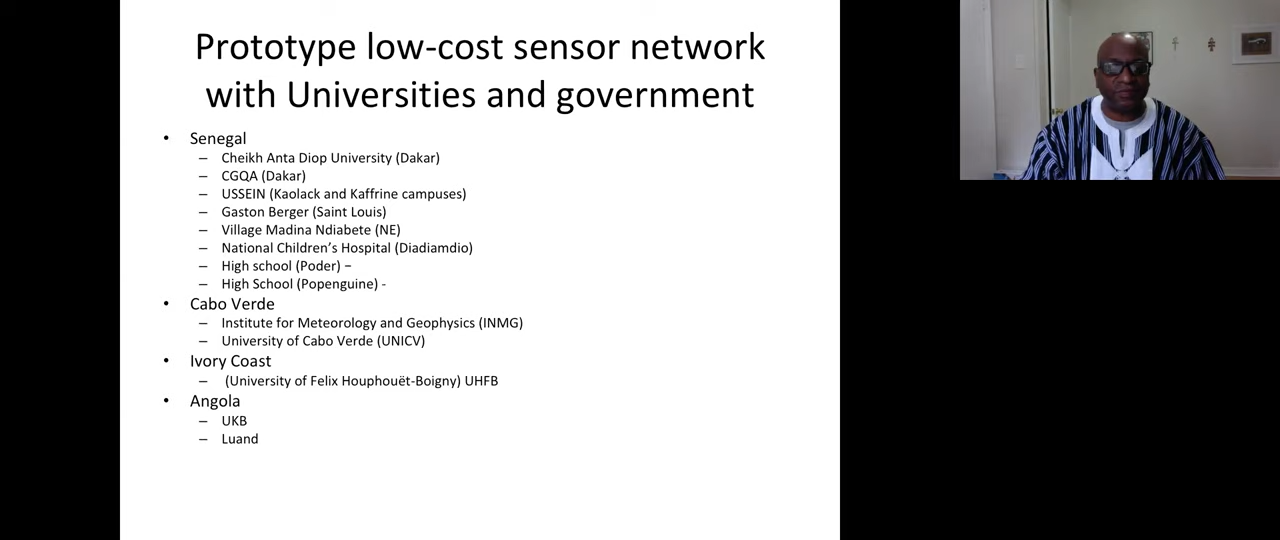 Prototype low-cost sensor network
with Universities and government
• Senegal
– Cheikh Anta Diop University (Dakar)
– CGQA (Dakar)
– USSEIN (Kaolack and Kaffrine campuses)
– Gaston Berger (Saint Louis)
– Village Madina Ndiabete (NE)
– National Children’s Hospital (Diadiamdio)
– High school (Poder) –
– High School (Popenguine) -
• Cabo Verde
– Institute for Meteorology and Geophysics (INMG)
– University of Cabo Verde (UNICV)
• Ivory Coast
– (University of Felix Houphouët-Boigny) UHFB
• Angola
– UKB
– Luand